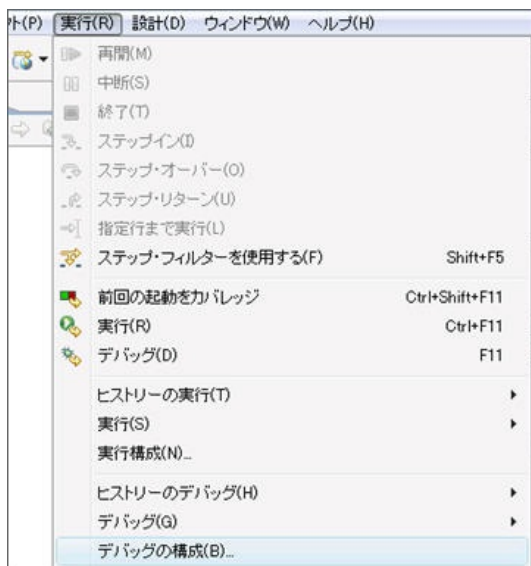 ﾄ(P) 実行(R) 設計(D) ウィンドウ(W) ヘルプ(H)
再開(M)
中断(S)
終了(T)
ステップイン(I)
ステップ・オーバー(O)
ステップ・リターン(U)
指定行まで実行(L)
ステップ・フィルターを使用する(F) Shift+F5
前回の起動をカバレッジ Ctrl+Shift+F11
実行(R) Ctrl+F11
デバッグ(D) F11
ヒストリーの実行(T)
実行(S)
実行構成(N)...
ヒストリーのデバッグ(H)
デバッグ(G)
デバッグの構成(B)...